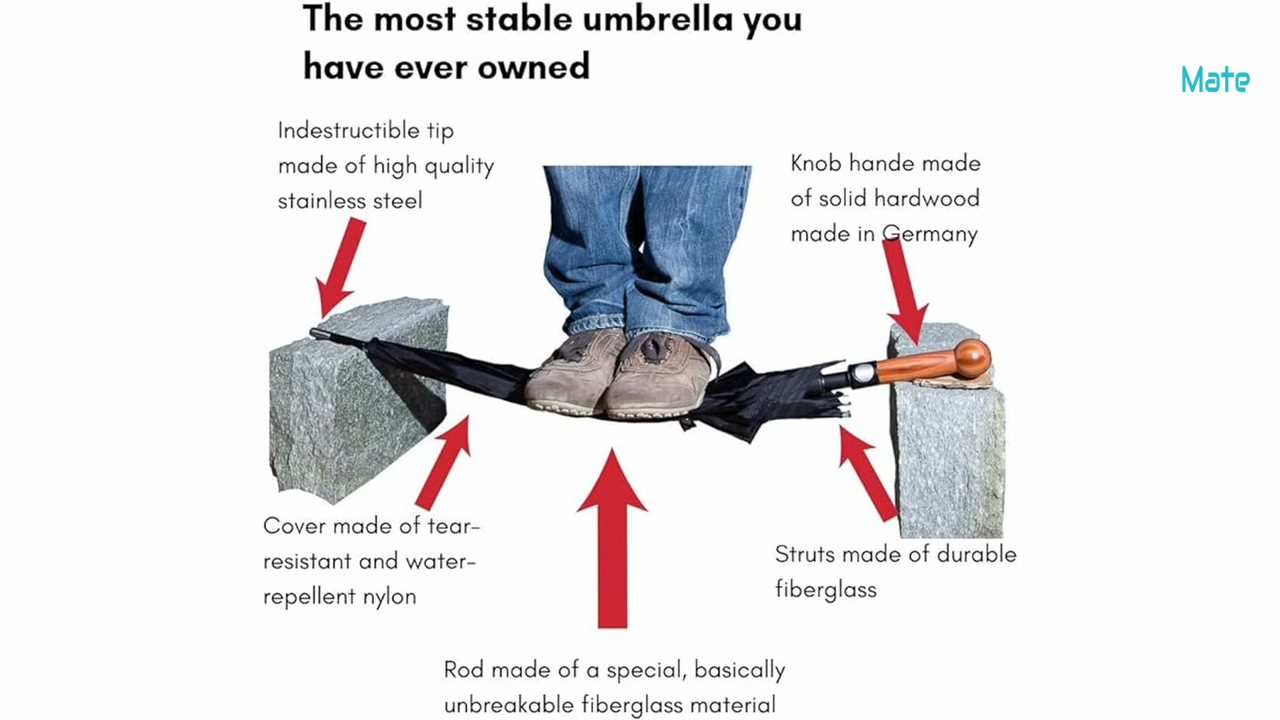 The most stable umbrella you
have ever owned
Mate
Indestructible tip
made of high quality
stainless steel
Knob hande made
of solid hardwood
made in Germany
Cover made of tear-
resistant and water-
repellent nylon
Struts made of durable
fiberglass
Rod made of a special, basically
unbreakable fiberglass material